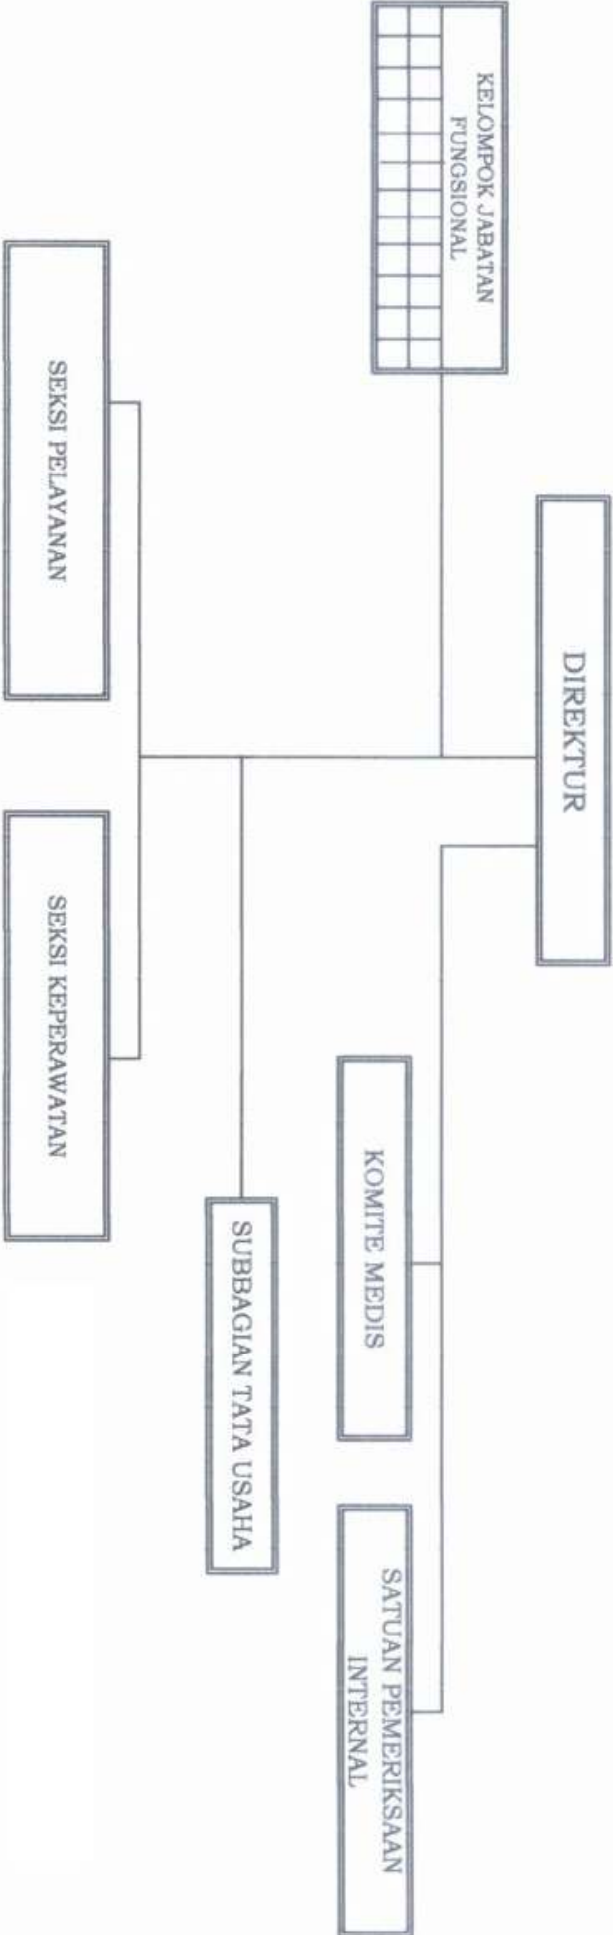 DIREKTUR
KELOMPOK JABATAN
FUNGSIONAL
KOMITE MEDIS
SATUAN PEMERIKSAAN
INTERNAL
SUBBAGIAN TATA USAHA
SEKSI PELAYANAN
SEKSI KEPERAWATAN